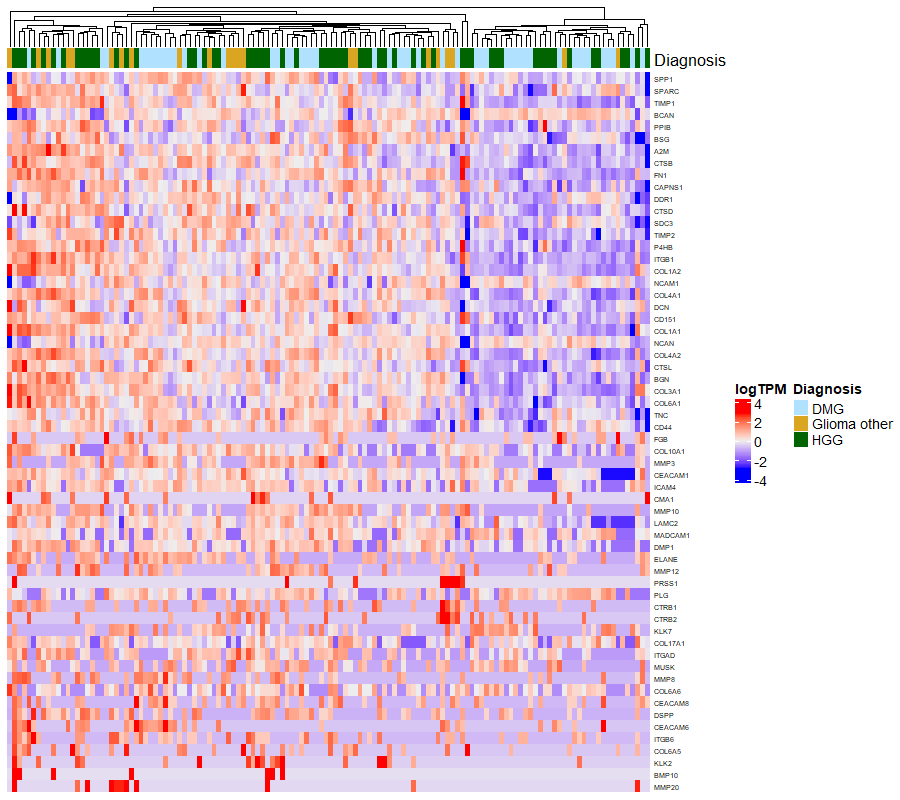 Diagnosis
SPP1
SPARC
TIMP1
BCAN
PPIB
BSG
A2M
CTSB
FN1
CAPNS1
DDR1
CTSD
SDC3
TIMP2
P4HB
ITGB1
COL1A2
NCAM1
COL4A1
DCN
CD151
COL1A1
NCAN
COL4A2
CTSL
BGN
COL3A1
COL6A1
TNC
CD44
FGB
COL10A1
MMP3
CEACAM1
ICAM4
CMA1
MMP10
LAMC2
MADCAM1
DMP1
ELANE
MMP12
PRSS1
PLG
CTRB1
CTRB2
KLK7
COL17A1
ITGAD
MUSK
MMP8
COL6A6
CEACAM8
DSPP
CEACAM6
ITGB6
COL6A5
KLK2
BMP10
MMP20
logTPM Diagnosis
4 DMG
2 Glioma other
0 HGG
-2
-4